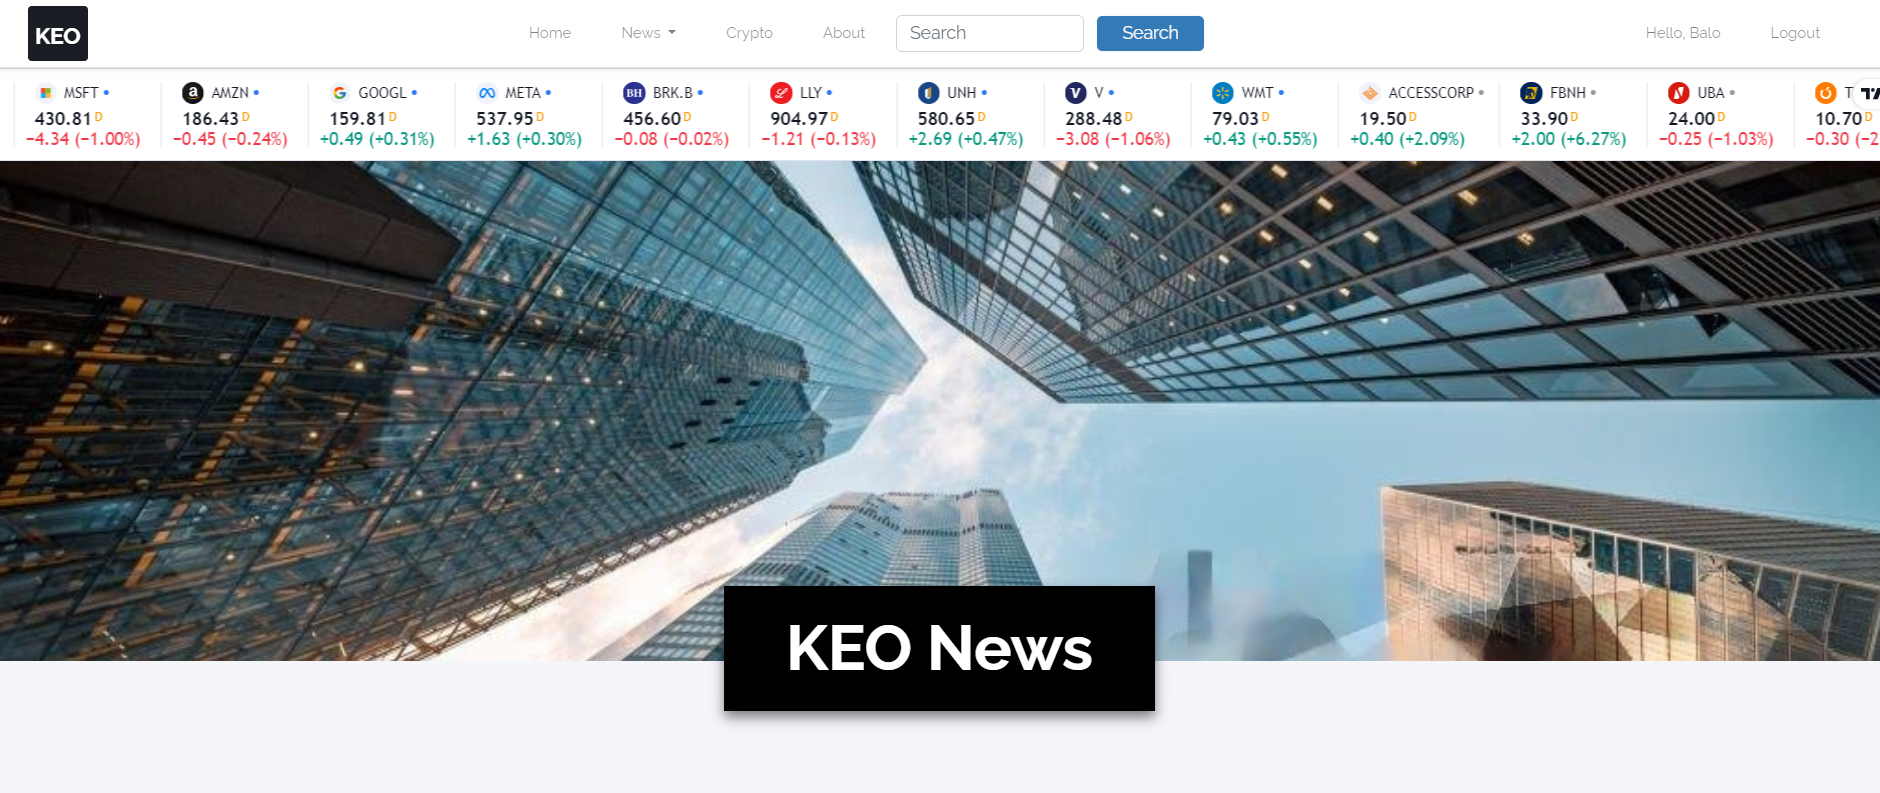 KEO
Home News Crypto About Search Search Hello, Balo Logout
MSFT AMZN GOOGL META BH BRK.B LLY UNH V V WMT ACCESSCORP FBNH UBA T
430.81 D 186.43 D 159.81 D 537.95 D 456.60 D 904.97 D 580.65 D 288.48 D 79.03 D 19.50 D 33.90 D 24.00 D 10.70 D
−4.34 (−1.00%) −0.45 (−0.24%) +0.49 (+0.31%) +1.63 (+0.30%) −0.08 (−0.02%) −1.21 (−0.13%) +2.69 (+0.47%) −3.08 (−1.06%) +0.43 (+0.55%) +0.40 (+2.09%) +2.00 (+6.27%) −0.25 (−1.03%) −0.30 (−2
KEO News